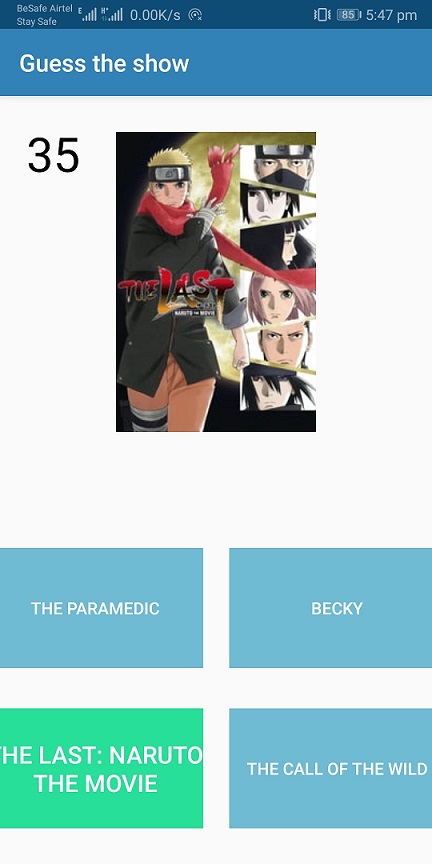 BeSafe Airtel
Stay Safe
E
H+
0.00K/s
85
5:47 pm
Guess the show
35
THE LAST
NARUTO THE MOVIE
THE PARAMEDIC
BECKY
THE LAST: NARUTO
THE MOVIE
THE CALL OF THE WILD